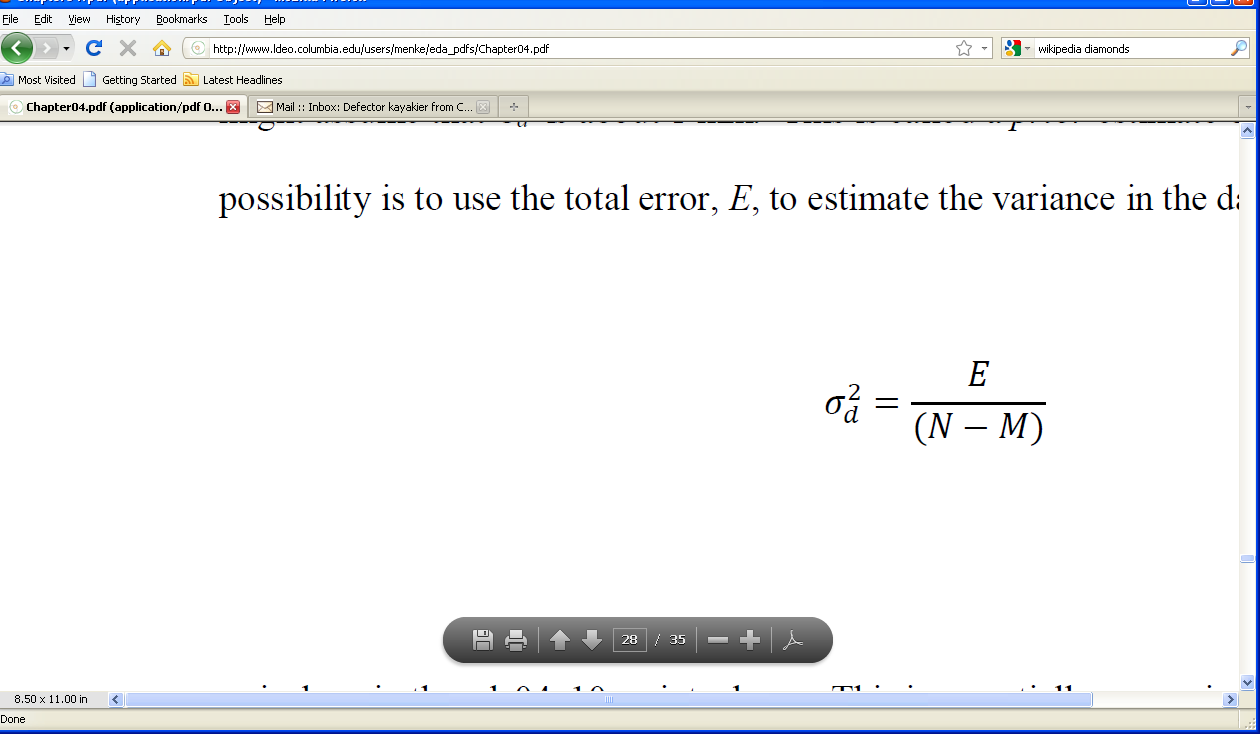 File Edit View History Bookmarks Tools Help
http://www.ldeo.columbia.edu/users/menke/eda_pdfs/Chapter04.pdf
wikipedia diamonds
Most Visited Getting Started Latest Headlines
Chapter04.pdf (application/pdf O... Mail :: Inbox: Defector kayakier from C...
possibility is to use the total error, E, to estimate the variance in the
σ_d^2 = E / (N − M)
28 / 35
8.50 x 11.00 in
Done